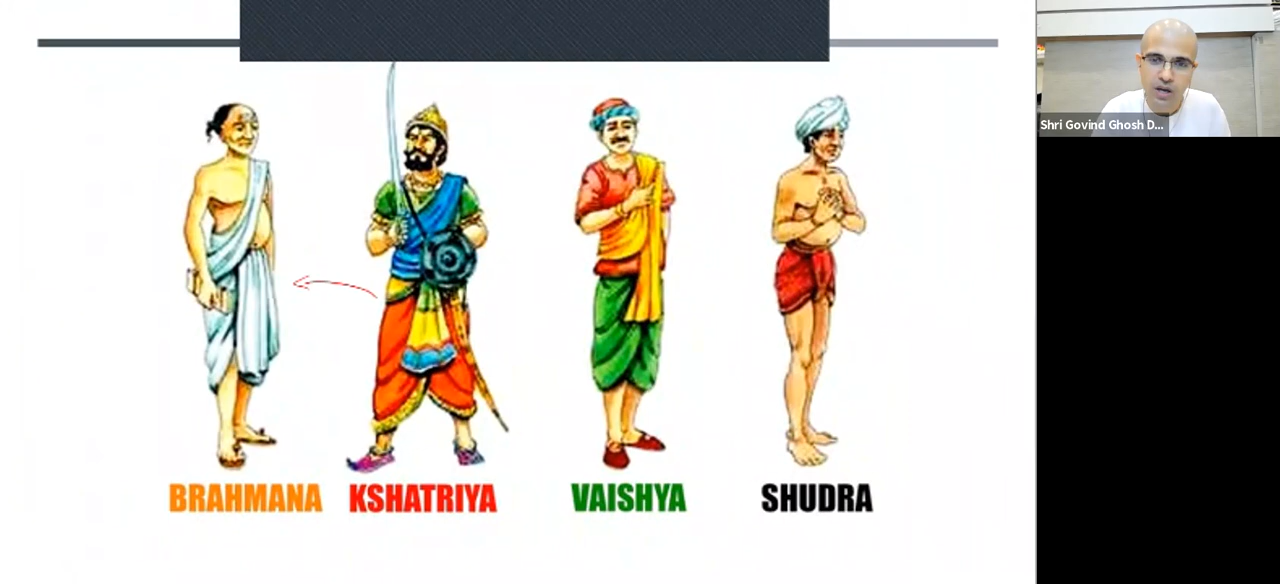 Shri Govind Ghosh D...
BRAHMANA KSHATRIYA VAISHYA SHUDRA